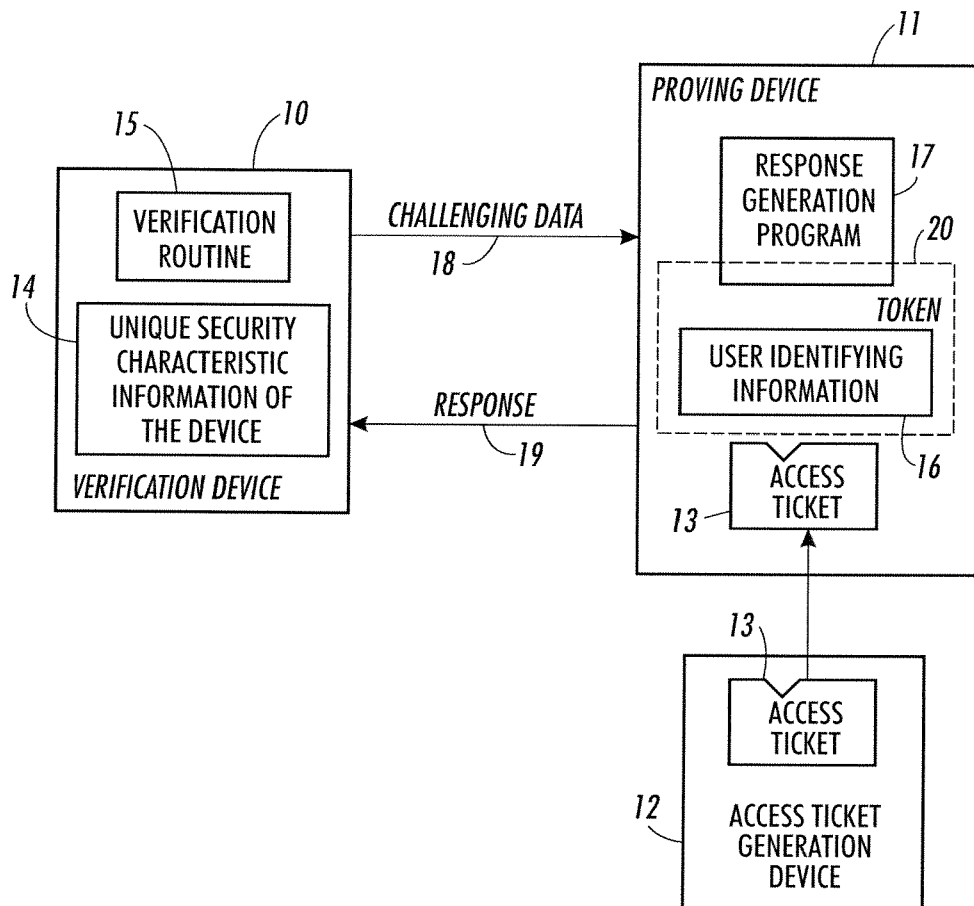 11
PROVING DEVICE
15
10
17
RESPONSE
GENERATION
PROGRAM
VERIFICATION
ROUTINE
CHALLENGING DATA
18
20
14
TOKEN
UNIQUE SECURITY
CHARACTERISTIC
INFORMATION OF
THE DEVICE
USER IDENTIFYING
INFORMATION
RESPONSE
19
16
VERIFICATION DEVICE
ACCESS
TICKET
13
13
ACCESS
TICKET
12
ACCESS TICKET
GENERATION
DEVICE